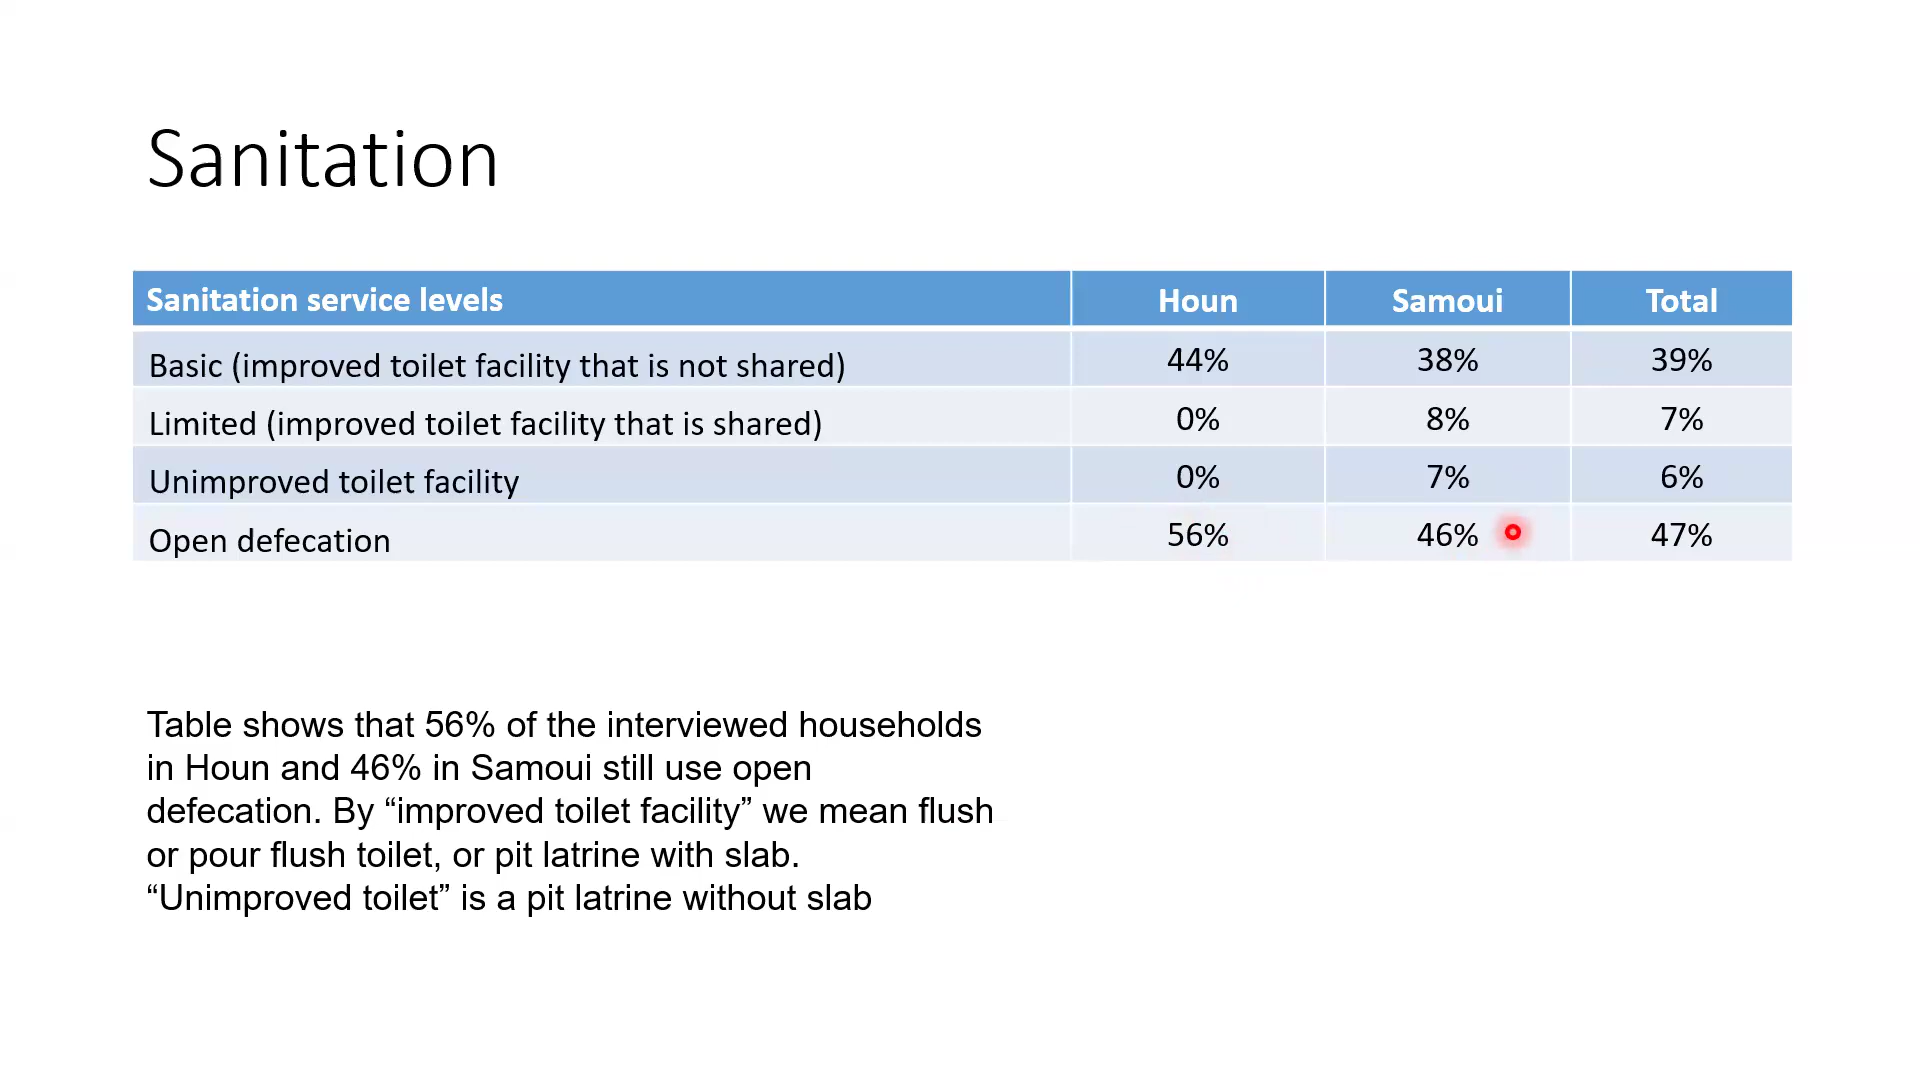 Sanitation
Sanitation service levels Houn Samoui Total
Basic (improved toilet facility that is not shared) 44% 38% 39%
Limited (improved toilet facility that is shared) 0% 8% 7%
Unimproved toilet facility 0% 7% 6%
Open defecation 56% 46% 47%
Table shows that 56% of the interviewed households
in Houn and 46% in Samoui still use open
defecation. By “improved toilet facility” we mean flush
or pour flush toilet, or pit latrine with slab.
“Unimproved toilet” is a pit latrine without slab